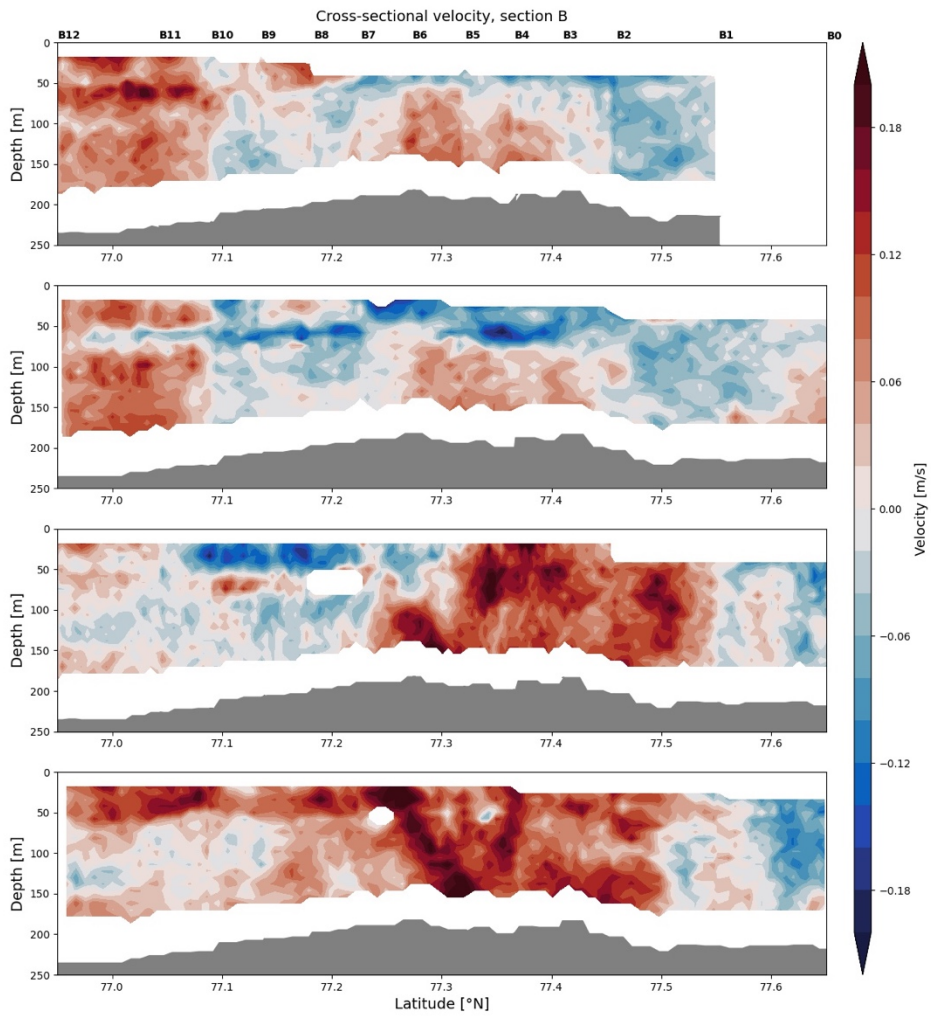 Cross-sectional velocity, section B
B12 B11 B10 B9 B8 B7 B6 B5 B4 B3 B2 B1 B0
0
50
100
150
200
250
Depth [m]
77.0 77.1 77.2 77.3 77.4 77.5 77.6
0
50
100
150
200
250
Depth [m]
77.0 77.1 77.2 77.3 77.4 77.5 77.6
0
50
100
150
200
250
Depth [m]
77.0 77.1 77.2 77.3 77.4 77.5 77.6
0
50
100
150
200
250
Depth [m]
77.0 77.1 77.2 77.3 77.4 77.5 77.6
Latitude [°N]
0.18
0.12
0.06
0.00
−0.06
−0.12
−0.18
Velocity [m/s]